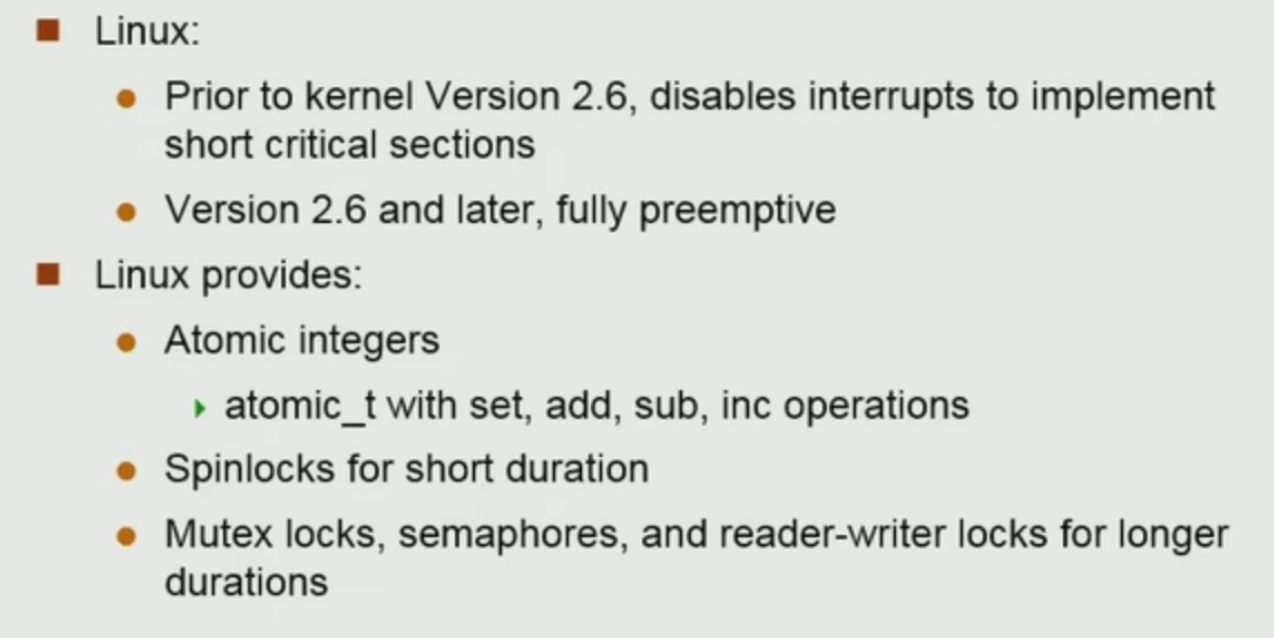 Linux:
Prior to kernel Version 2.6, disables interrupts to implement
short critical sections
Version 2.6 and later, fully preemptive
Linux provides:
Atomic integers
atomic_t with set, add, sub, inc operations
Spinlocks for short duration
Mutex locks, semaphores, and reader-writer locks for longer
durations